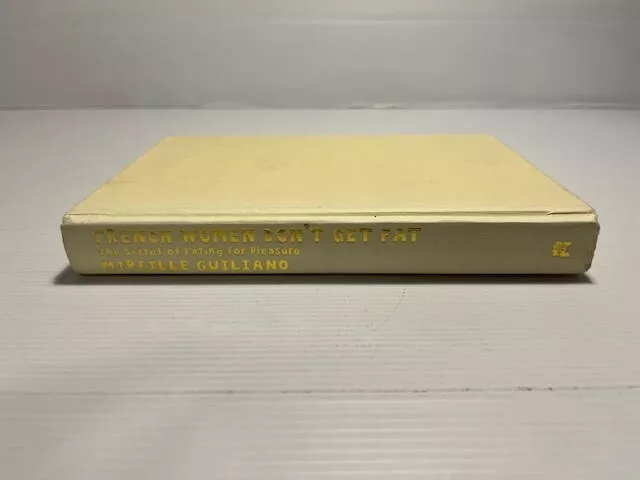 FRENCH WOMEN DON'T GET FAT
The Secret of Eating for Pleasure
MIREILLE GUILIANO